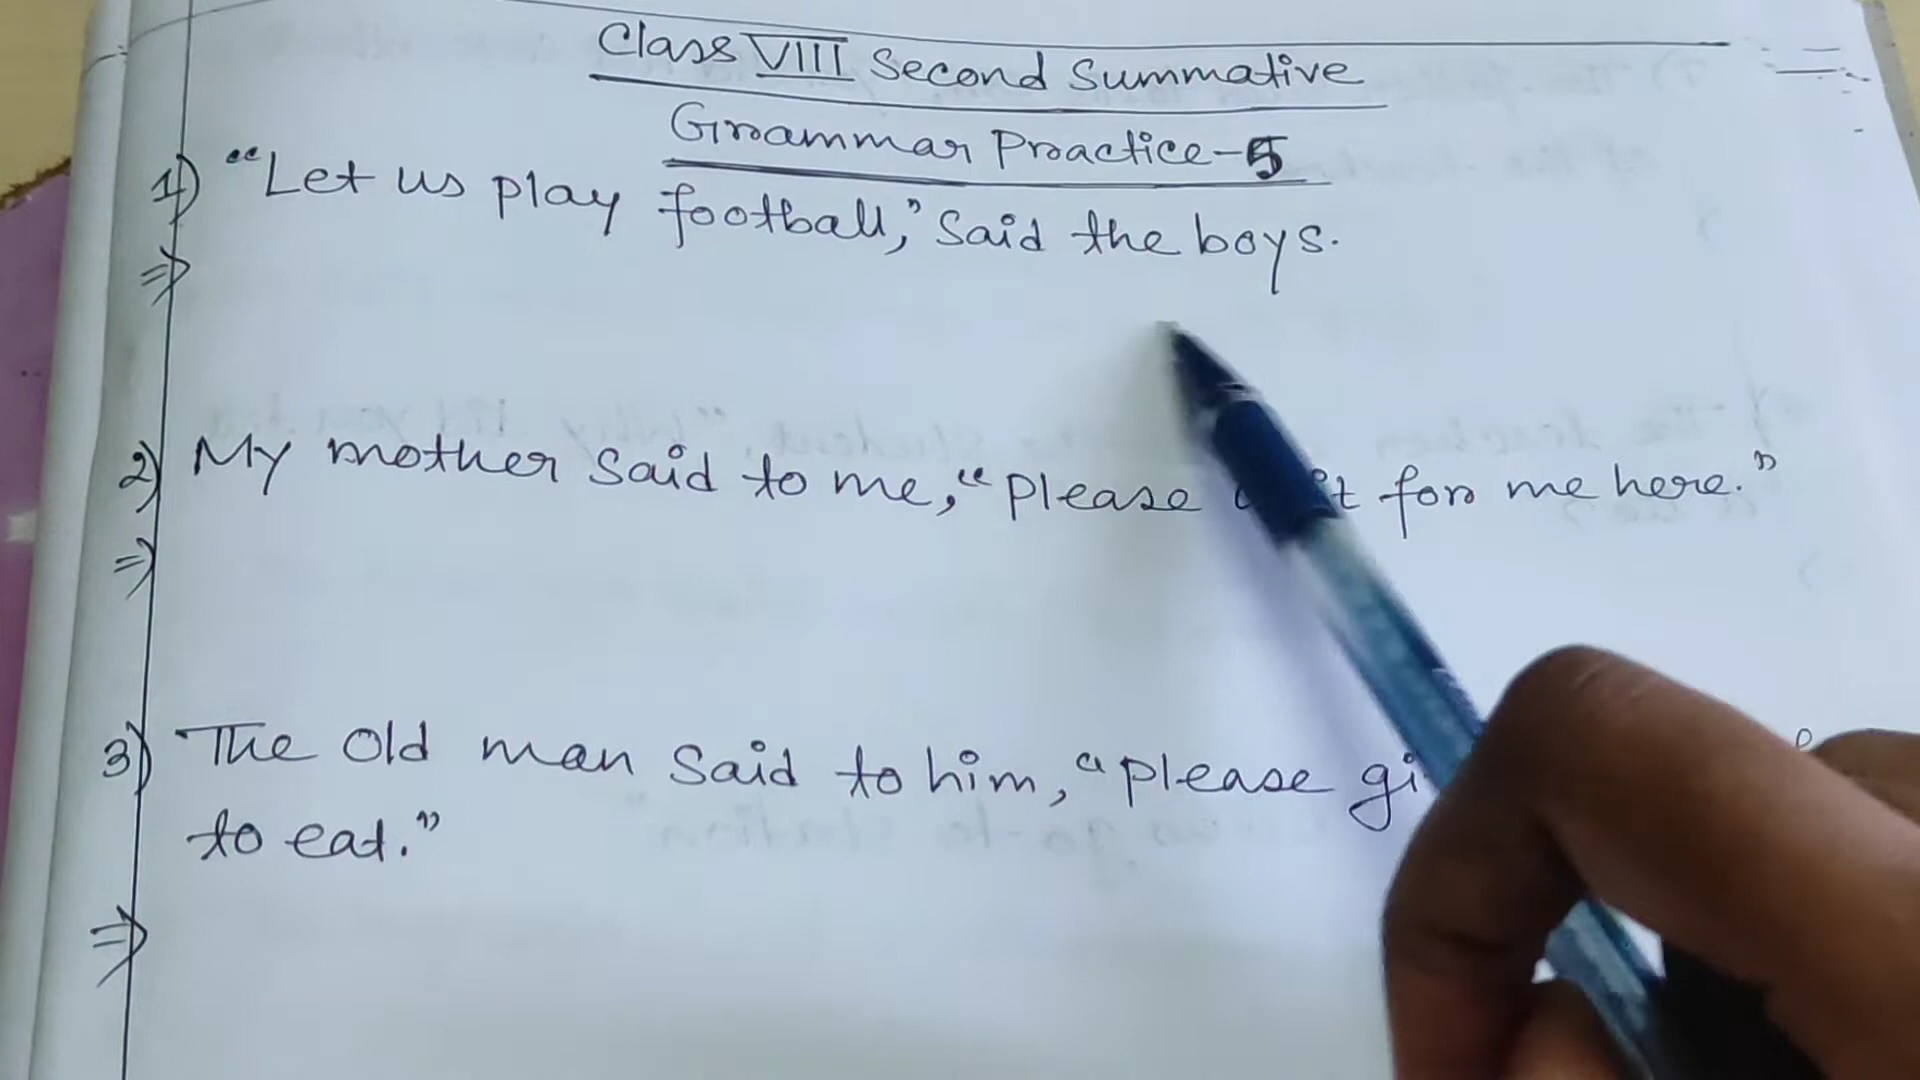 Class VIII Second Summative
Grammar Practice-5
1) "Let us play football," said the boys.
⇒
2) My mother said to me, "please for me here."
⇒
3) The old man said to him, "please
to eat."
⇒